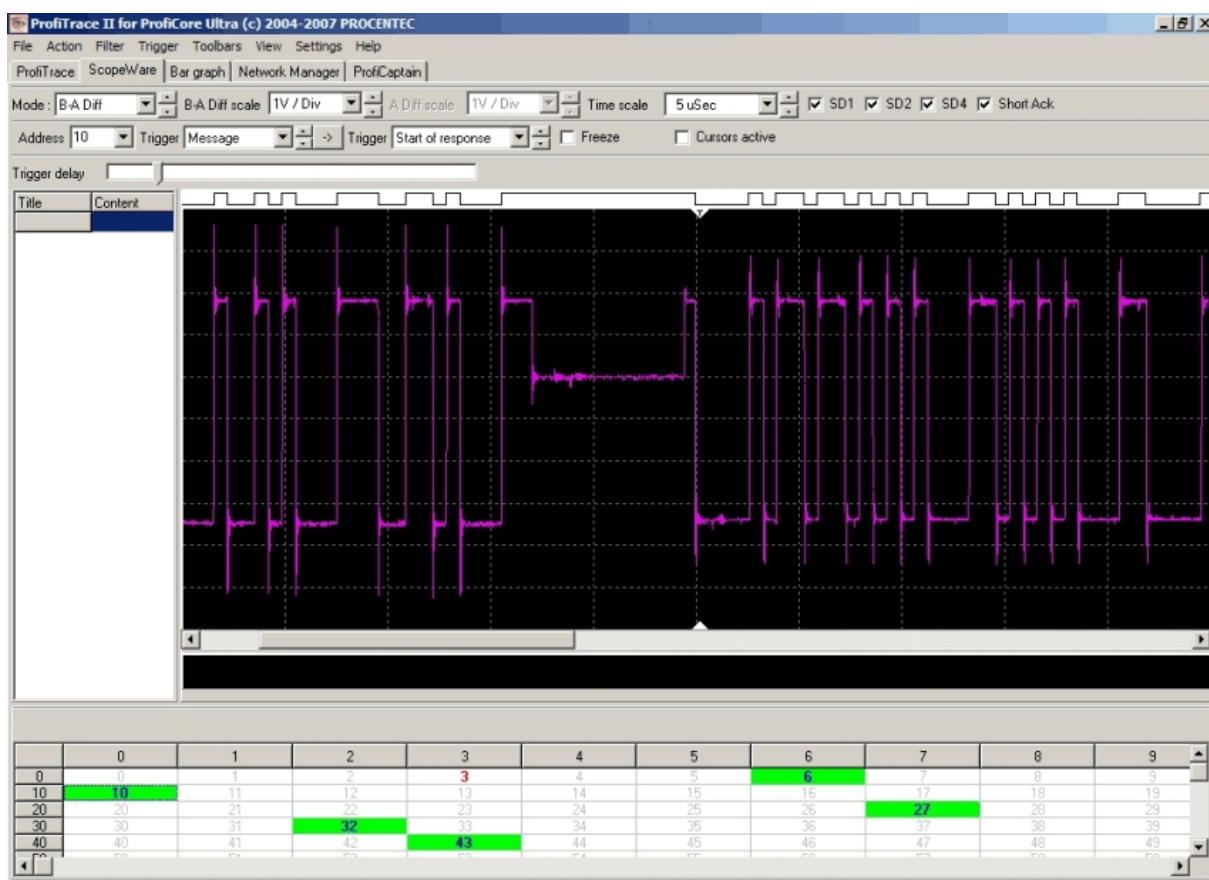 ProfiTrace II for ProfiCore Ultra (c) 2004-2007 PROCENTEC
File Action Filter Trigger Toolbars View Settings Help
ProfiTrace ScopeWare Bar graph Network Manager ProfiCaptain
Mode : B-A Diff B-A Diff scale 1V / Div A Diff scale 1V / Div Time scale 5 uSec SD1 SD2 SD4 Short Ack
Address 10 Trigger Message -> Trigger Start of response Freeze Cursors active
Trigger delay
Title Content
T
0 1 2 3 4 5 6 7 8 9
0 0 1 2 3 4 5 6 7 8 9
10 10 11 12 13 14 15 16 17 18 19
20 20 21 22 23 24 25 26 27 28 29
30 30 31 32 33 34 35 36 37 38 39
40 40 41 42 43 44 45 46 47 48 49